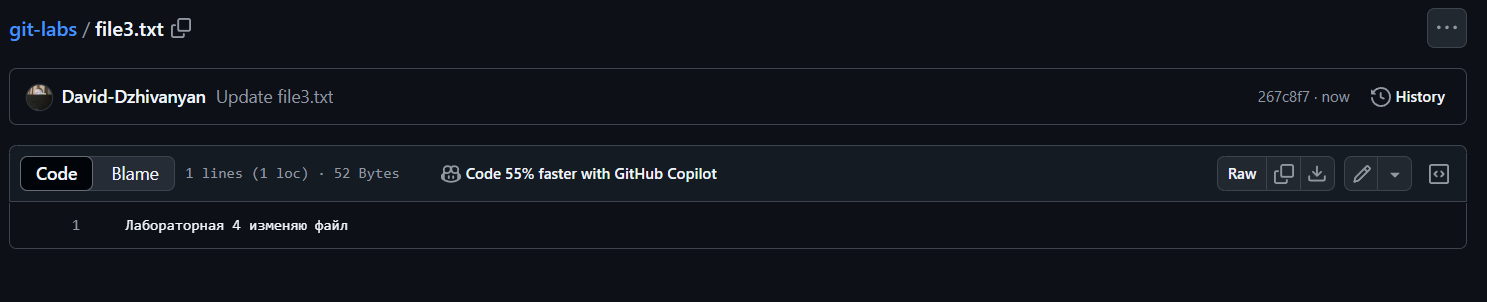 git-labs / file3.txt
···
David-Dzhivanyan Update file3.txt 267c8f7 · now History
Code Blame 1 lines (1 loc) · 52 Bytes Code 55% faster with GitHub Copilot Raw
1 Лабораторная 4 изменяю файл